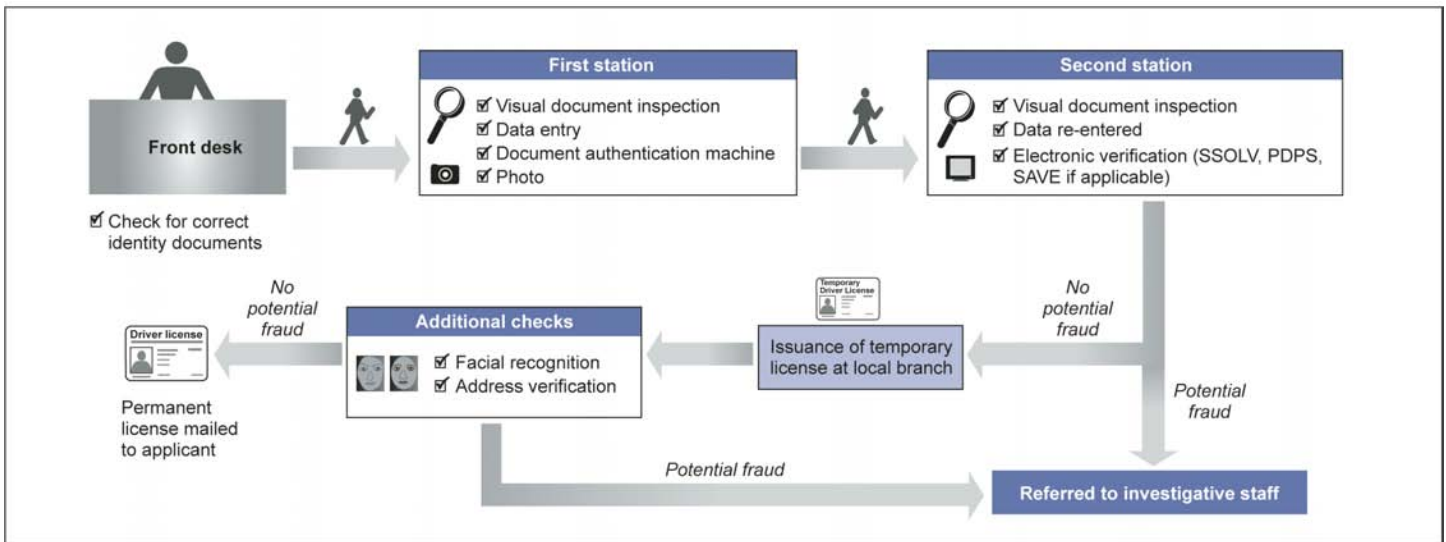 Front desk
Check for correct
identity documents
First station
Visual document inspection
Data entry
Document authentication machine
Photo
Second station
Visual document inspection
Data re-entered
Electronic verification (SSOLV, PDPS,
SAVE if applicable)
No
potential
fraud
Potential
fraud
Temporary
Driver License
Issuance of temporary
license at local branch
Additional checks
Facial recognition
Address verification
No
potential
fraud
Driver license
Permanent
license mailed
to applicant
Potential fraud
Referred to investigative staff